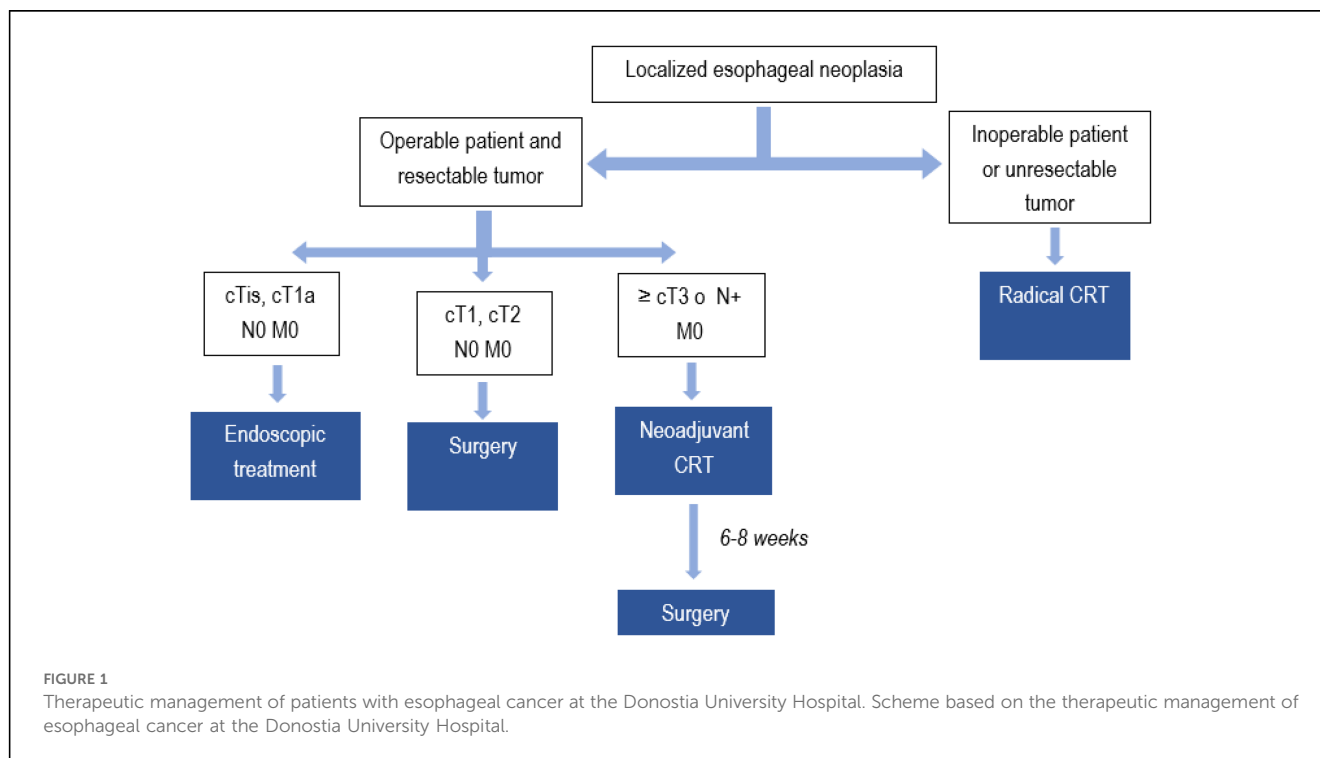 Localized esophageal neoplasia
Operable patient and
resectable tumor
Inoperable patient
or unresectable
tumor
cTis, cT1a
N0 M0
cT1, cT2
N0 M0
≥ cT3 o N+
M0
Radical CRT
Endoscopic
treatment
Surgery
Neoadjuvant
CRT
6-8 weeks
Surgery
FIGURE 1
Therapeutic management of patients with esophageal cancer at the Donostia University Hospital. Scheme based on the therapeutic management of
esophageal cancer at the Donostia University Hospital.